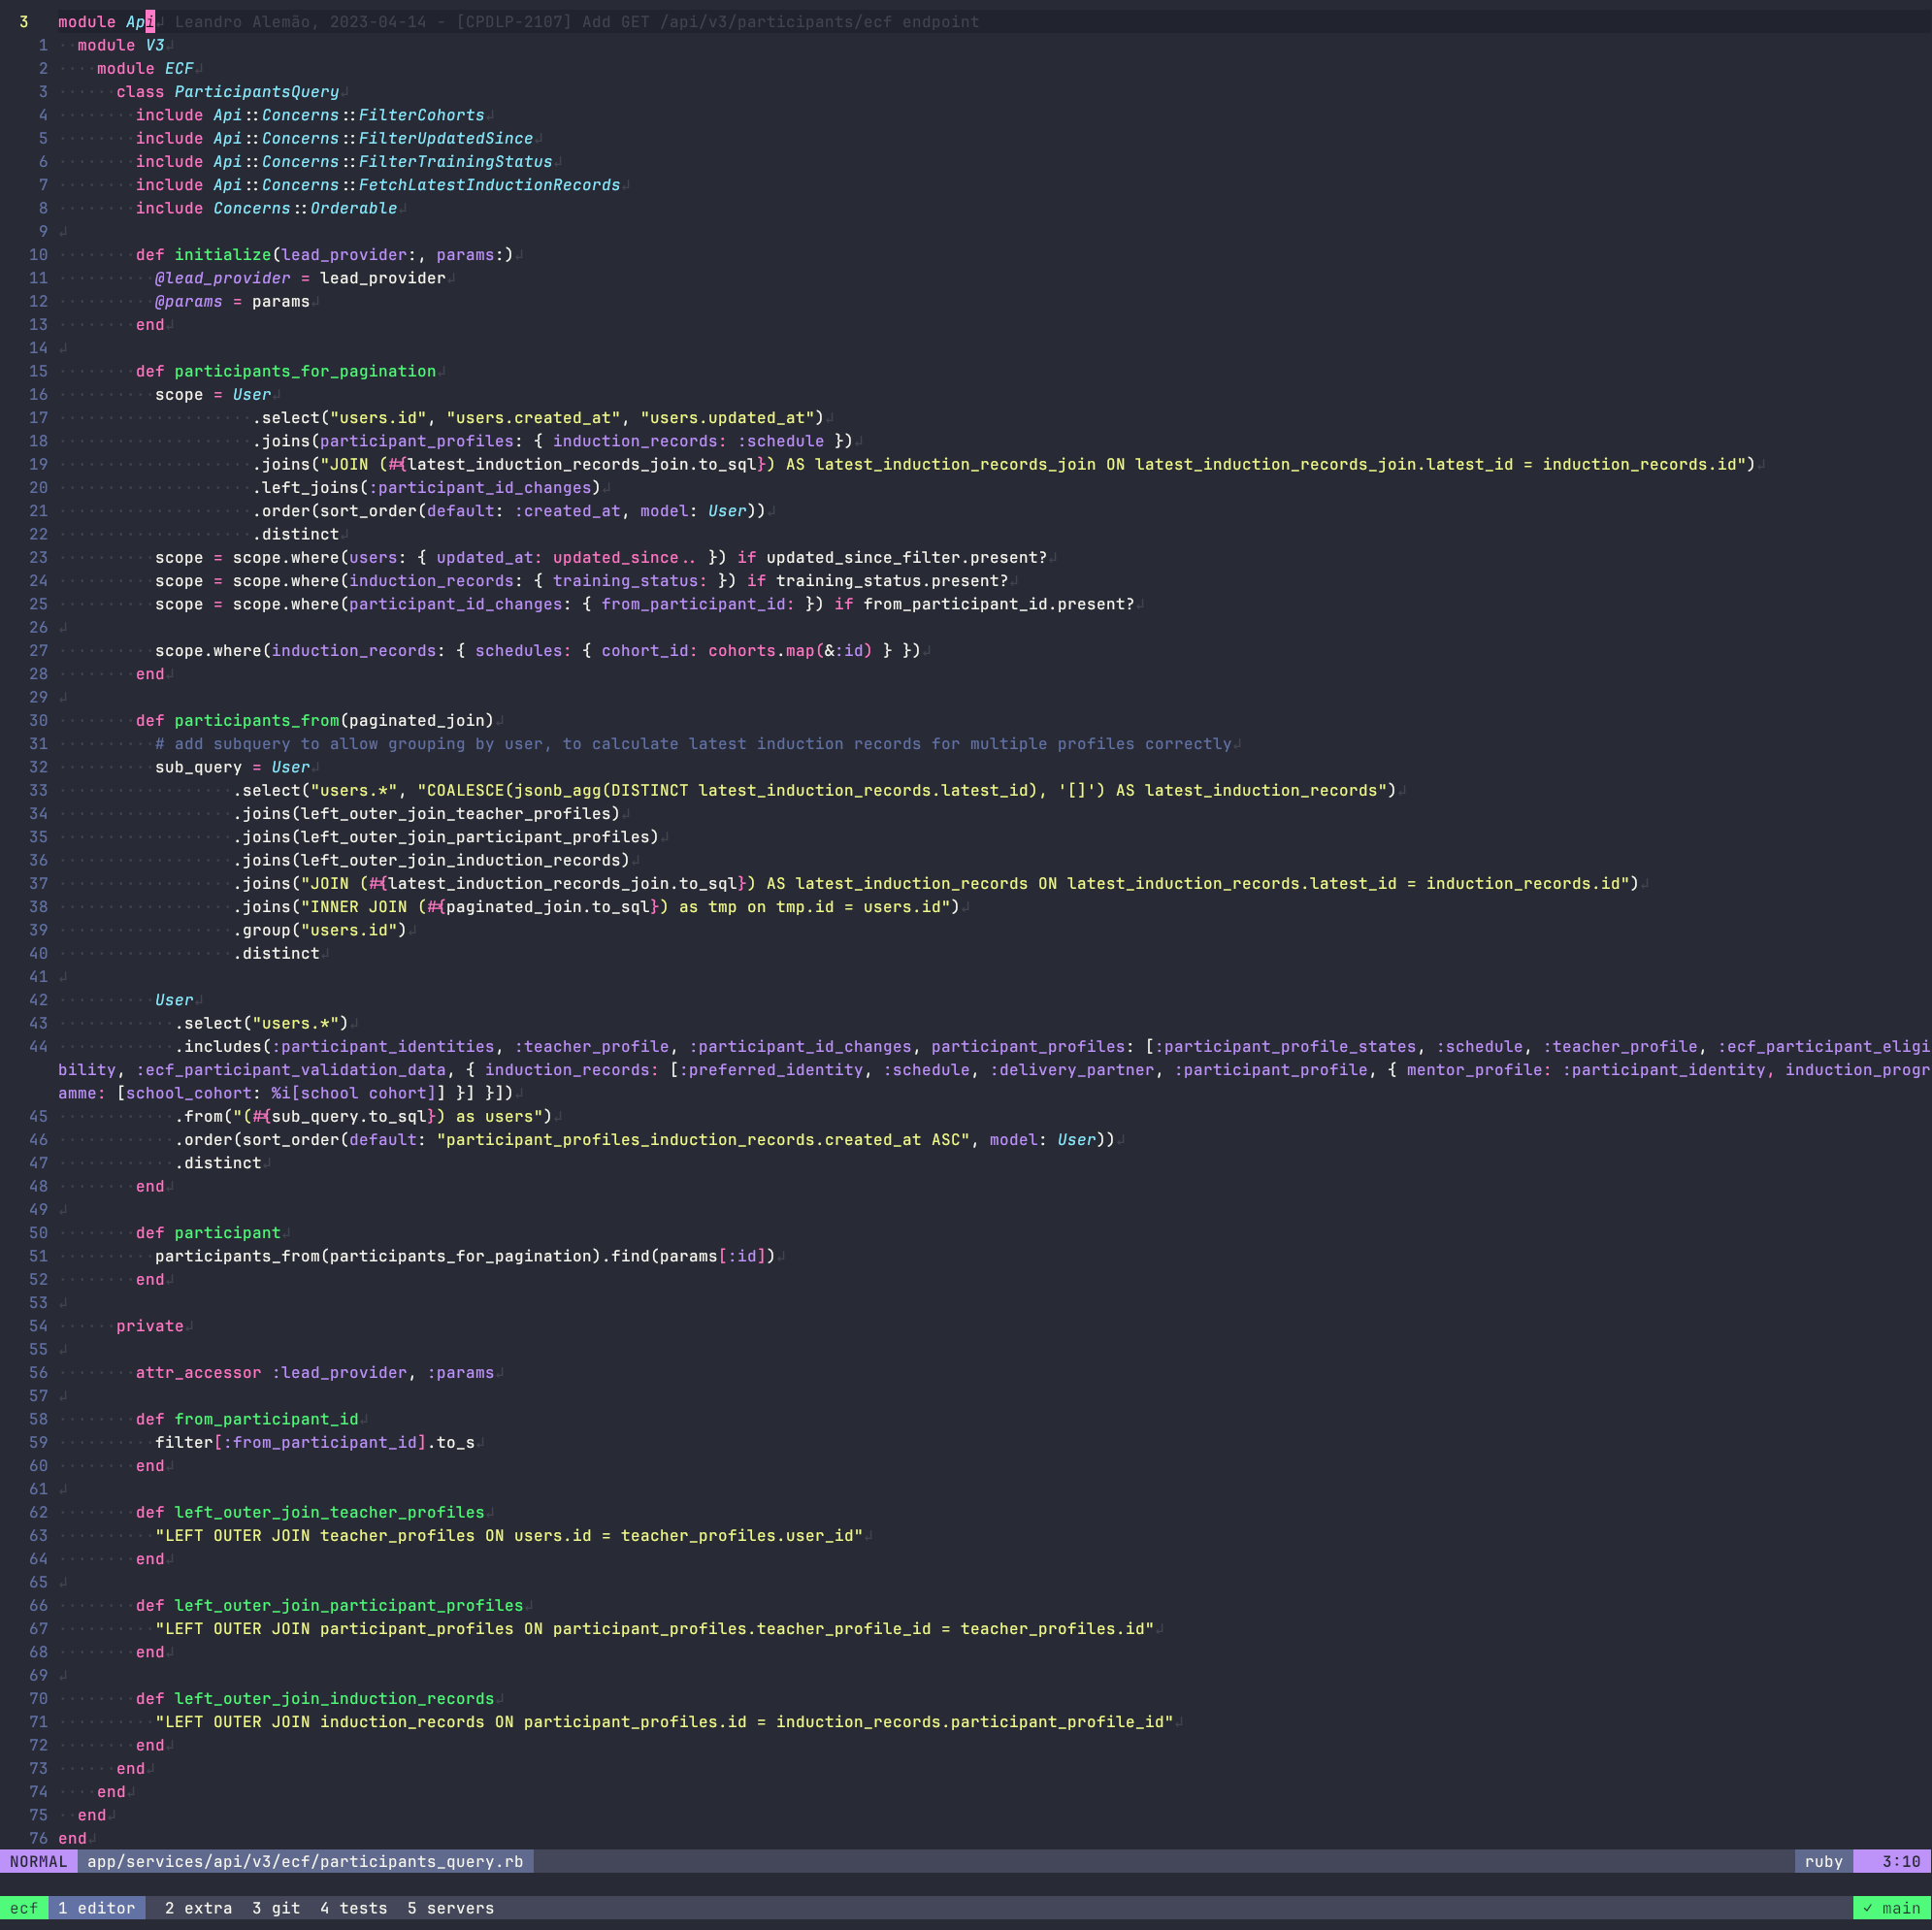 3 module Api↲ Leandro Alemão, 2023-04-14 - [CPDLP-2107] Add GET /api/v3/participants/ecf endpoint
1 ··module V3↲
2 ····module ECF↲
3 ······class ParticipantsQuery↲
4 ········include Api::Concerns::FilterCohorts↲
5 ········include Api::Concerns::FilterUpdatedSince↲
6 ········include Api::Concerns::FilterTrainingStatus↲
7 ········include Api::Concerns::FetchLatestInductionRecords↲
8 ········include Concerns::Orderable↲
9 ↲
10 ········def initialize(lead_provider:, params:)↲
11 ··········@lead_provider = lead_provider↲
12 ··········@params = params↲
13 ········end↲
14 ↲
15 ········def participants_for_pagination↲
16 ··········scope = User↲
17 ····················.select("users.id", "users.created_at", "users.updated_at")↲
18 ····················.joins(participant_profiles: { induction_records: :schedule })↲
19 ····················.joins("JOIN (#{latest_induction_records_join.to_sql}) AS latest_induction_records_join ON latest_induction_records_join.latest_id = induction_records.id")↲
20 ····················.left_joins(:participant_id_changes)↲
21 ····················.order(sort_order(default: :created_at, model: User))↲
22 ····················.distinct↲
23 ··········scope = scope.where(users: { updated_at: updated_since.. }) if updated_since_filter.present?↲
24 ··········scope = scope.where(induction_records: { training_status: }) if training_status.present?↲
25 ··········scope = scope.where(participant_id_changes: { from_participant_id: }) if from_participant_id.present?↲
26 ↲
27 ··········scope.where(induction_records: { schedules: { cohort_id: cohorts.map(&:id) } })↲
28 ········end↲
29 ↲
30 ········def participants_from(paginated_join)↲
31 ··········# add subquery to allow grouping by user, to calculate latest induction records for multiple profiles correctly↲
32 ··········sub_query = User↲
33 ··················.select("users.*", "COALESCE(jsonb_agg(DISTINCT latest_induction_records.latest_id), '[]') AS latest_induction_records")↲
34 ··················.joins(left_outer_join_teacher_profiles)↲
35 ··················.joins(left_outer_join_participant_profiles)↲
36 ··················.joins(left_outer_join_induction_records)↲
37 ··················.joins("JOIN (#{latest_induction_records_join.to_sql}) AS latest_induction_records ON latest_induction_records.latest_id = induction_records.id")↲
38 ··················.joins("INNER JOIN (#{paginated_join.to_sql}) as tmp on tmp.id = users.id")↲
39 ··················.group("users.id")↲
40 ··················.distinct↲
41 ↲
42 ··········User↲
43 ············.select("users.*")↲
44 ············.includes(:participant_identities, :teacher_profile, :participant_id_changes, participant_profiles: [:participant_profile_states, :schedule, :teacher_profile, :ecf_participant_eligi
bility, :ecf_participant_validation_data, { induction_records: [:preferred_identity, :schedule, :delivery_partner, :participant_profile, { mentor_profile: :participant_identity, induction_progr
amme: [school_cohort: %i[school cohort]] }] }])↲
45 ············.from("(#{sub_query.to_sql}) as users")↲
46 ············.order(sort_order(default: "participant_profiles_induction_records.created_at ASC", model: User))↲
47 ············.distinct↲
48 ········end↲
49 ↲
50 ········def participant↲
51 ··········participants_from(participants_for_pagination).find(params[:id])↲
52 ········end↲
53 ↲
54 ······private↲
55 ↲
56 ········attr_accessor :lead_provider, :params↲
57 ↲
58 ········def from_participant_id↲
59 ··········filter[:from_participant_id].to_s↲
60 ········end↲
61 ↲
62 ········def left_outer_join_teacher_profiles↲
63 ··········"LEFT OUTER JOIN teacher_profiles ON users.id = teacher_profiles.user_id"↲
64 ········end↲
65 ↲
66 ········def left_outer_join_participant_profiles↲
67 ··········"LEFT OUTER JOIN participant_profiles ON participant_profiles.teacher_profile_id = teacher_profiles.id"↲
68 ········end↲
69 ↲
70 ········def left_outer_join_induction_records↲
71 ··········"LEFT OUTER JOIN induction_records ON participant_profiles.id = induction_records.participant_profile_id"↲
72 ········end↲
73 ······end↲
74 ····end↲
75 ··end↲
76 end↲
NORMAL app/services/api/v3/ecf/participants_query.rb ruby 3:10
ecf 1 editor 2 extra 3 git 4 tests 5 servers ✓ main